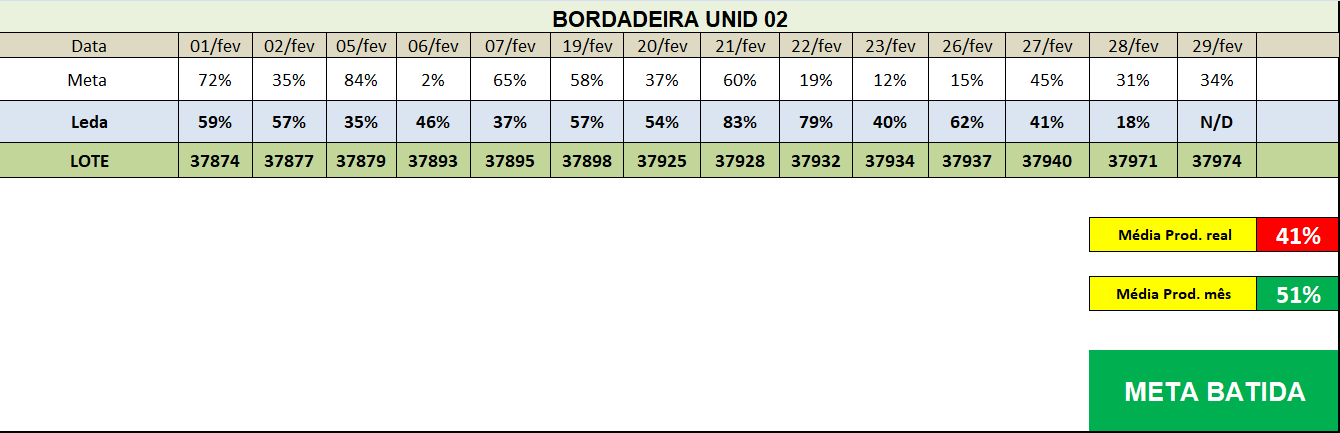 BORDADEIRA UNID 02
Data 01/fev 02/fev 05/fev 06/fev 07/fev 19/fev 20/fev 21/fev 22/fev 23/fev 26/fev 27/fev 28/fev 29/fev
Meta 72% 35% 84% 2% 65% 58% 37% 60% 19% 12% 15% 45% 31% 34%
Leda 59% 57% 35% 46% 37% 57% 54% 83% 79% 40% 62% 41% 18% N/D
LOTE 37874 37877 37879 37893 37895 37898 37925 37928 37932 37934 37937 37940 37971 37974
Média Prod. real 41%
Média Prod. mês 51%
META BATIDA